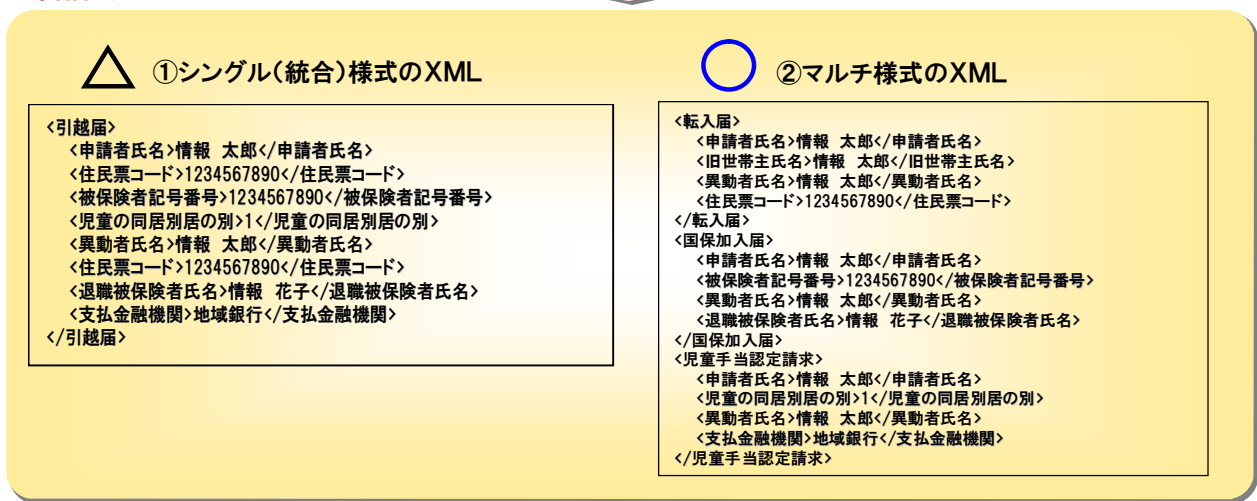 ①シングル(統合)様式のXML
<引越届>
<申請者氏名>情報 太郎</申請者氏名>
<住民票コード>1234567890</住民票コード>
<被保険者記号番号>1234567890</被保険者記号番号>
<児童の同居別居の別>1</児童の同居別居の別>
<異動者氏名>情報 太郎</異動者氏名>
<住民票コード>1234567890</住民票コード>
<退職被保険者氏名>情報 花子</退職被保険者氏名>
<支払金融機関>地域銀行</支払金融機関>
</引越届>
②マルチ様式のXML
<転入届>
<申請者氏名>情報 太郎</申請者氏名>
<旧世帯主氏名>情報 太郎</旧世帯主氏名>
<異動者氏名>情報 太郎</異動者氏名>
<住民票コード>1234567890</住民票コード>
</転入届>
<国保加入届>
<申請者氏名>情報 太郎</申請者氏名>
<被保険者記号番号>1234567890</被保険者記号番号>
<異動者氏名>情報 太郎</異動者氏名>
<退職被保険者氏名>情報 花子</退職被保険者氏名>
</国保加入届>
<児童手当認定請求>
<申請者氏名>情報 太郎</申請者氏名>
<児童の同居別居の別>1</児童の同居別居の別>
<異動者氏名>情報 太郎</異動者氏名>
<支払金融機関>地域銀行</支払金融機関>
</児童手当認定請求>